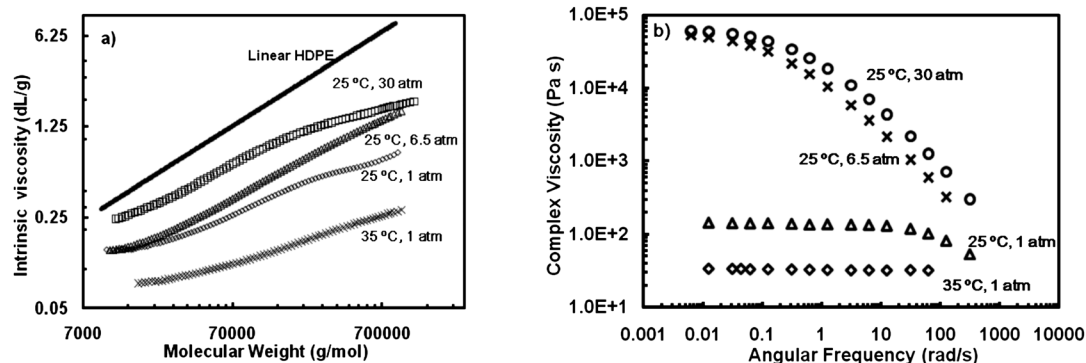 a)
Intrinsic viscosity (dL/g)
6.25
1.25
0.25
0.05
Linear HDPE
25 ºC, 30 atm
25 ºC, 6.5 atm
25 ºC, 1 atm
35 ºC, 1 atm
7000 70000 700000
Molecular Weight (g/mol)
b)
Complex Viscosity (Pa s)
1.0E+5
1.0E+4
1.0E+3
1.0E+2
1.0E+1
25 ºC, 30 atm
25 ºC, 6.5 atm
25 ºC, 1 atm
35 ºC, 1 atm
0.001 0.01 0.1 1 10 100 1000
Angular Frequency (rad/s)